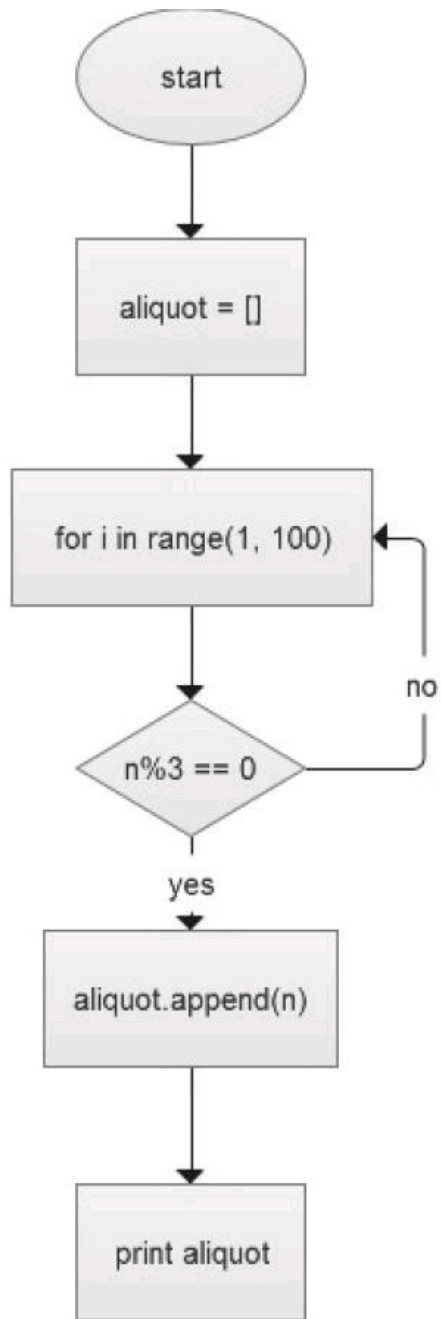 start
aliquot = []
for i in range(1, 100)
no
n%3 == 0
yes
aliquot.append(n)
print aliquot